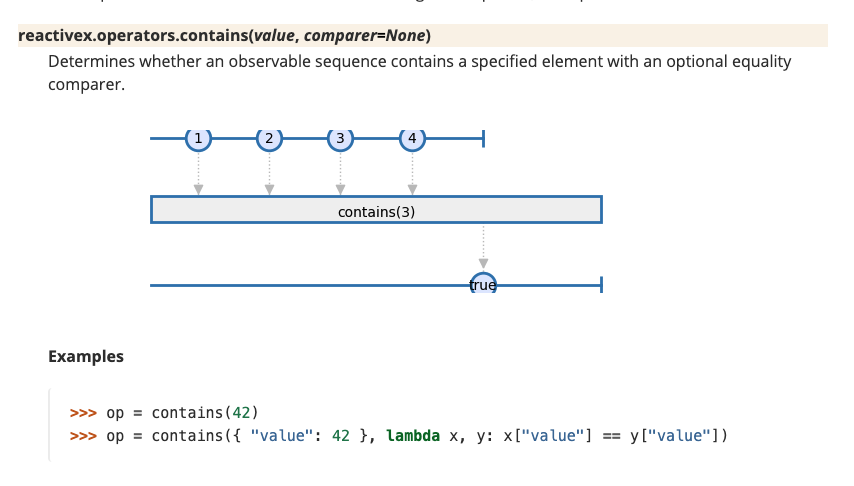 reactivex.operators.contains(value, comparer=None)
Determines whether an observable sequence contains a specified element with an optional equality
comparer.
1 2 3 4
contains(3)
true
Examples
>>> op = contains(42)
>>> op = contains({ "value": 42 }, lambda x, y: x["value"] == y["value"])